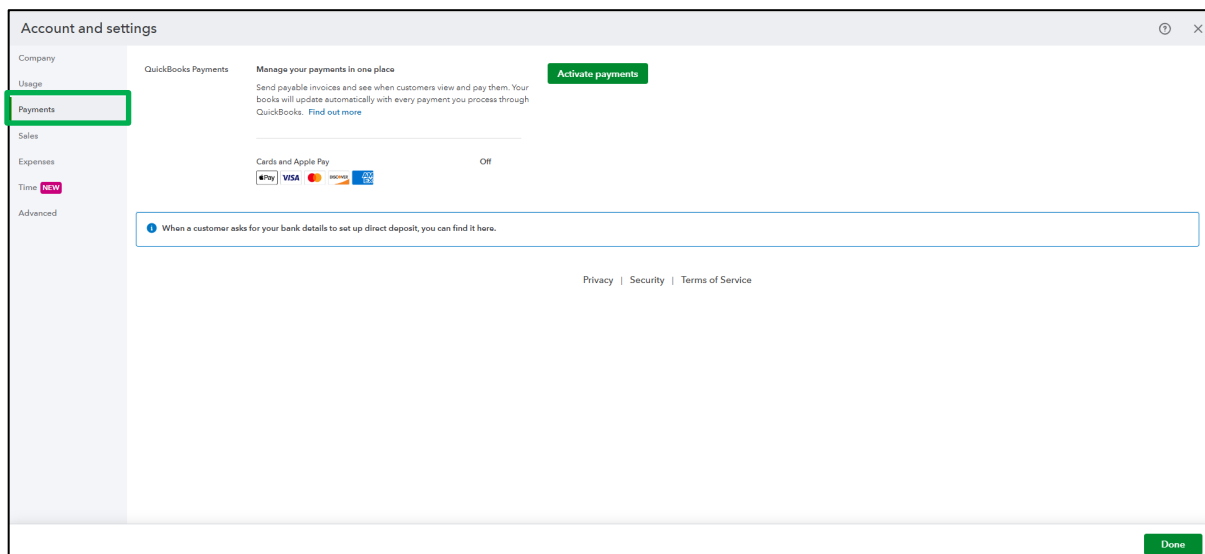 Account and settings
Company
Usage
Payments
Sales
Expenses
Time NEW
Advanced
QuickBooks Payments
Manage your payments in one place
Send payable invoices and see when customers view and pay them. Your
books will update automatically with every payment you process through
QuickBooks. Find out more
Activate payments
Cards and Apple Pay
Off
Pay VISA DISCOVER AM EX
When a customer asks for your bank details to set up direct deposit, you can find it here.
Privacy | Security | Terms of Service
Done